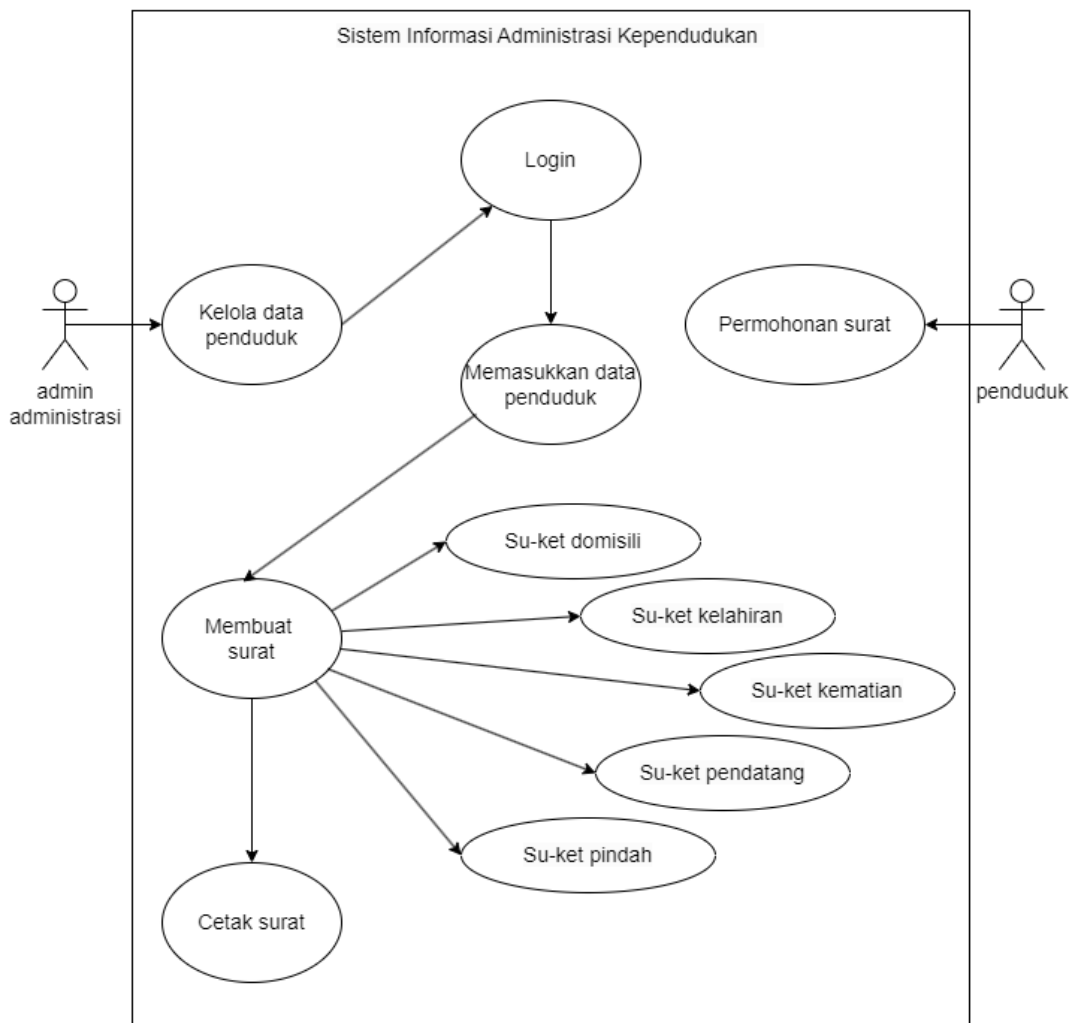 Sistem Informasi Administrasi Kependudukan
Login
Kelola data
penduduk
Permohonan surat
admin
administrasi
penduduk
Memasukkan data
penduduk
Su-ket domisili
Su-ket kelahiran
Membuat
surat
Su-ket kematian
Su-ket pendatang
Su-ket pindah
Cetak surat